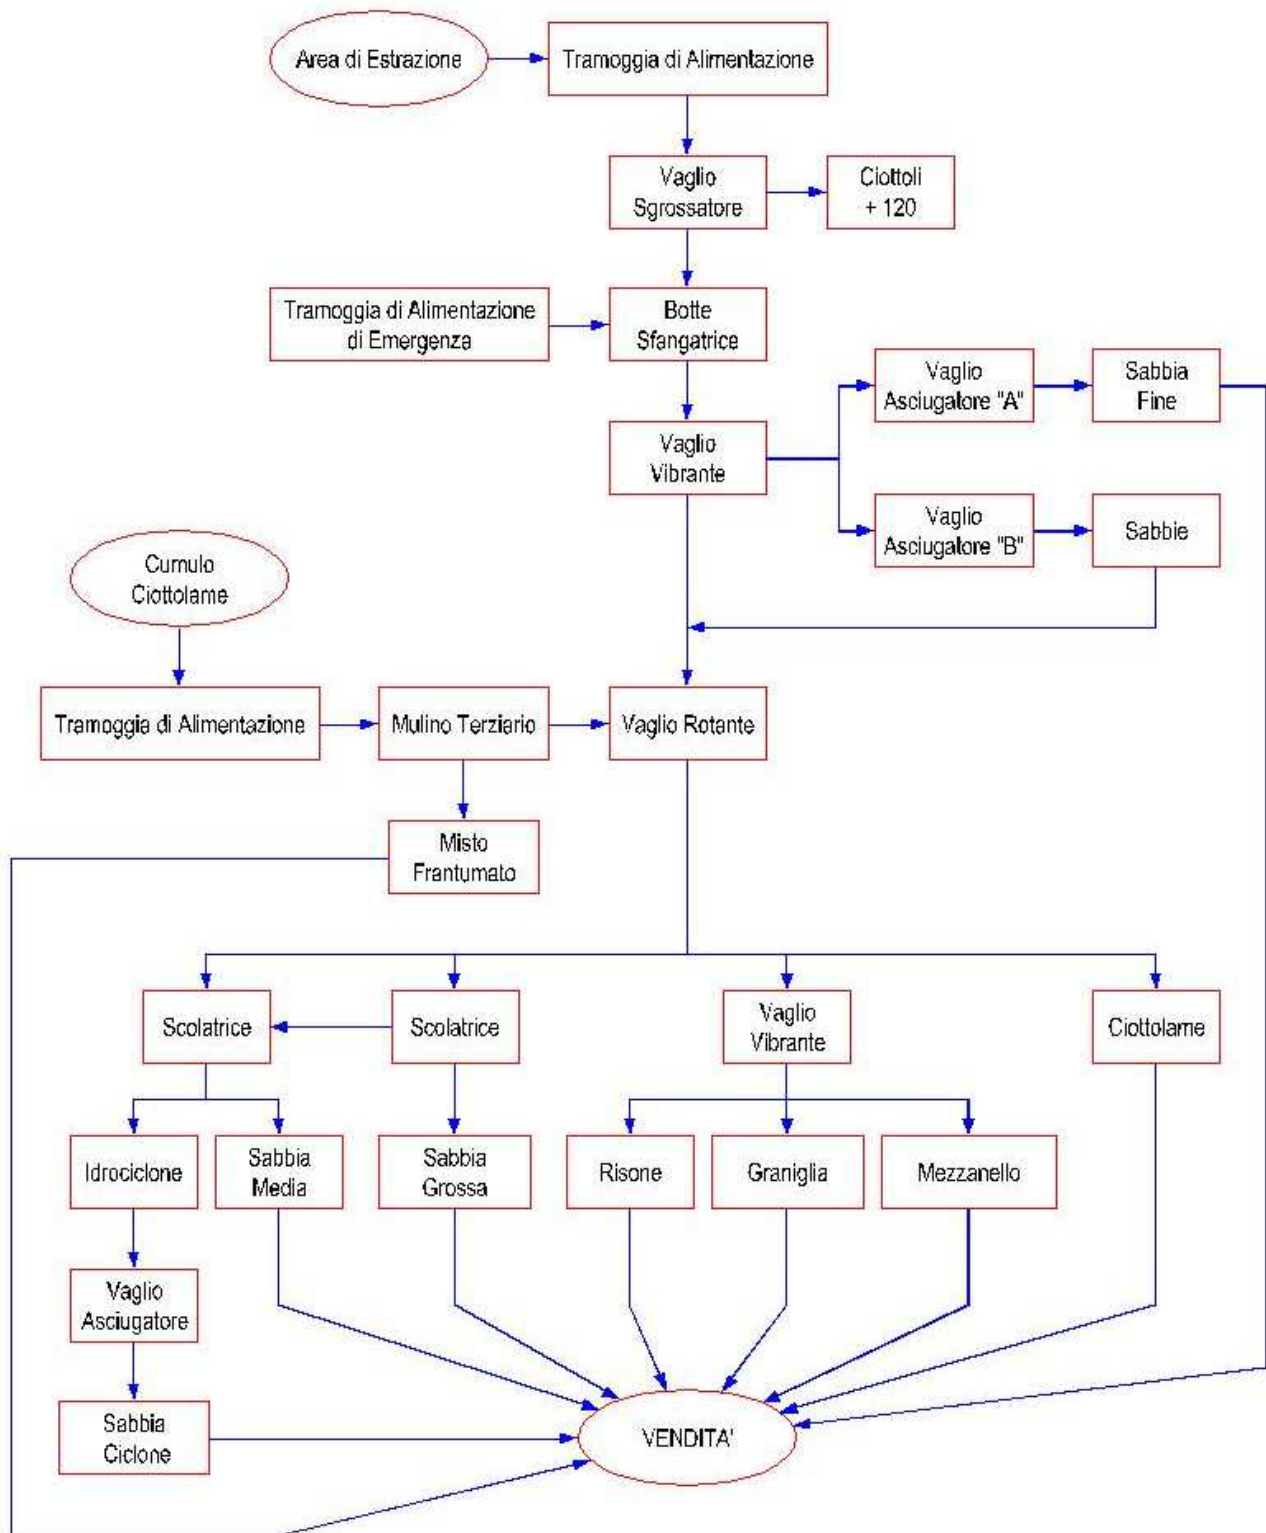 Area di Estrazione
Tramoggia di Alimentazione
Vaglio
Sgrossatore
Ciottoli
+ 120
Tramoggia di Alimentazione
di Emergenza
Botte
Sfangatrice
Vaglio
Asciugatore "A"
Sabbia
Fine
Vaglio
Vibrante
Vaglio
Asciugatore "B"
Sabbie
Cumulo
Ciottolame
Tramoggia di Alimentazione
Mulino Terziario
Vaglio Rotante
Misto
Frantumato
Scolatrice
Scolatrice
Vaglio
Vibrante
Ciottolame
Idrociclone
Sabbia
Media
Sabbia
Grossa
Risone
Graniglia
Mezzanello
Vaglio
Asciugatore
Sabbia
Ciclone
VENDITA'